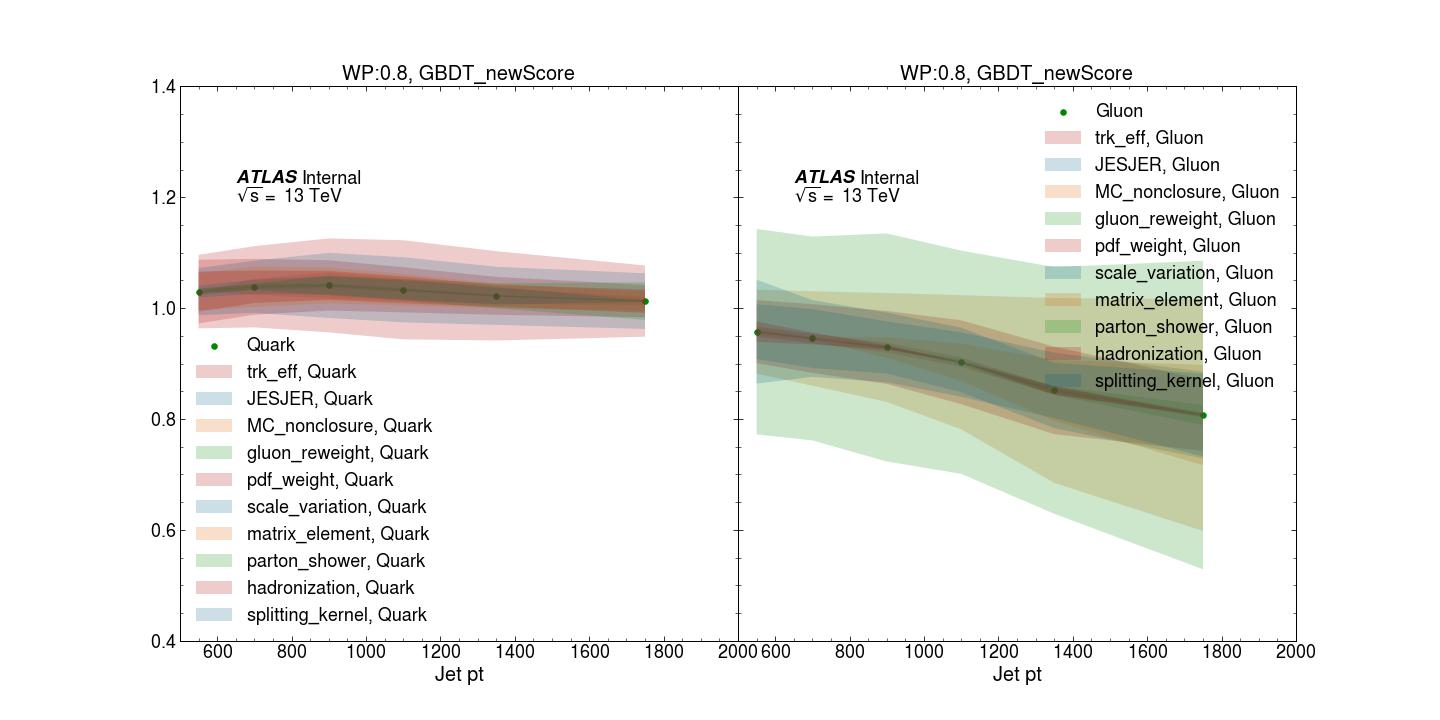 WP:0.8, GBDT_newScore
1.4
1.2
1.0
0.8
0.6
0.4
ATLAS Internal
√s = 13 TeV
Quark
trk_eff, Quark
JESJER, Quark
MC_nonclosure, Quark
gluon_reweight, Quark
pdf_weight, Quark
scale_variation, Quark
matrix_element, Quark
parton_shower, Quark
hadronization, Quark
splitting_kernel, Quark
600 800 1000 1200 1400 1600 1800 2000
Jet pt
WP:0.8, GBDT_newScore
ATLAS Internal
√s = 13 TeV
Gluon
trk_eff, Gluon
JESJER, Gluon
MC_nonclosure, Gluon
gluon_reweight, Gluon
pdf_weight, Gluon
scale_variation, Gluon
matrix_element, Gluon
parton_shower, Gluon
hadronization, Gluon
splitting_kernel, Gluon
600 800 1000 1200 1400 1600 1800 2000
Jet pt